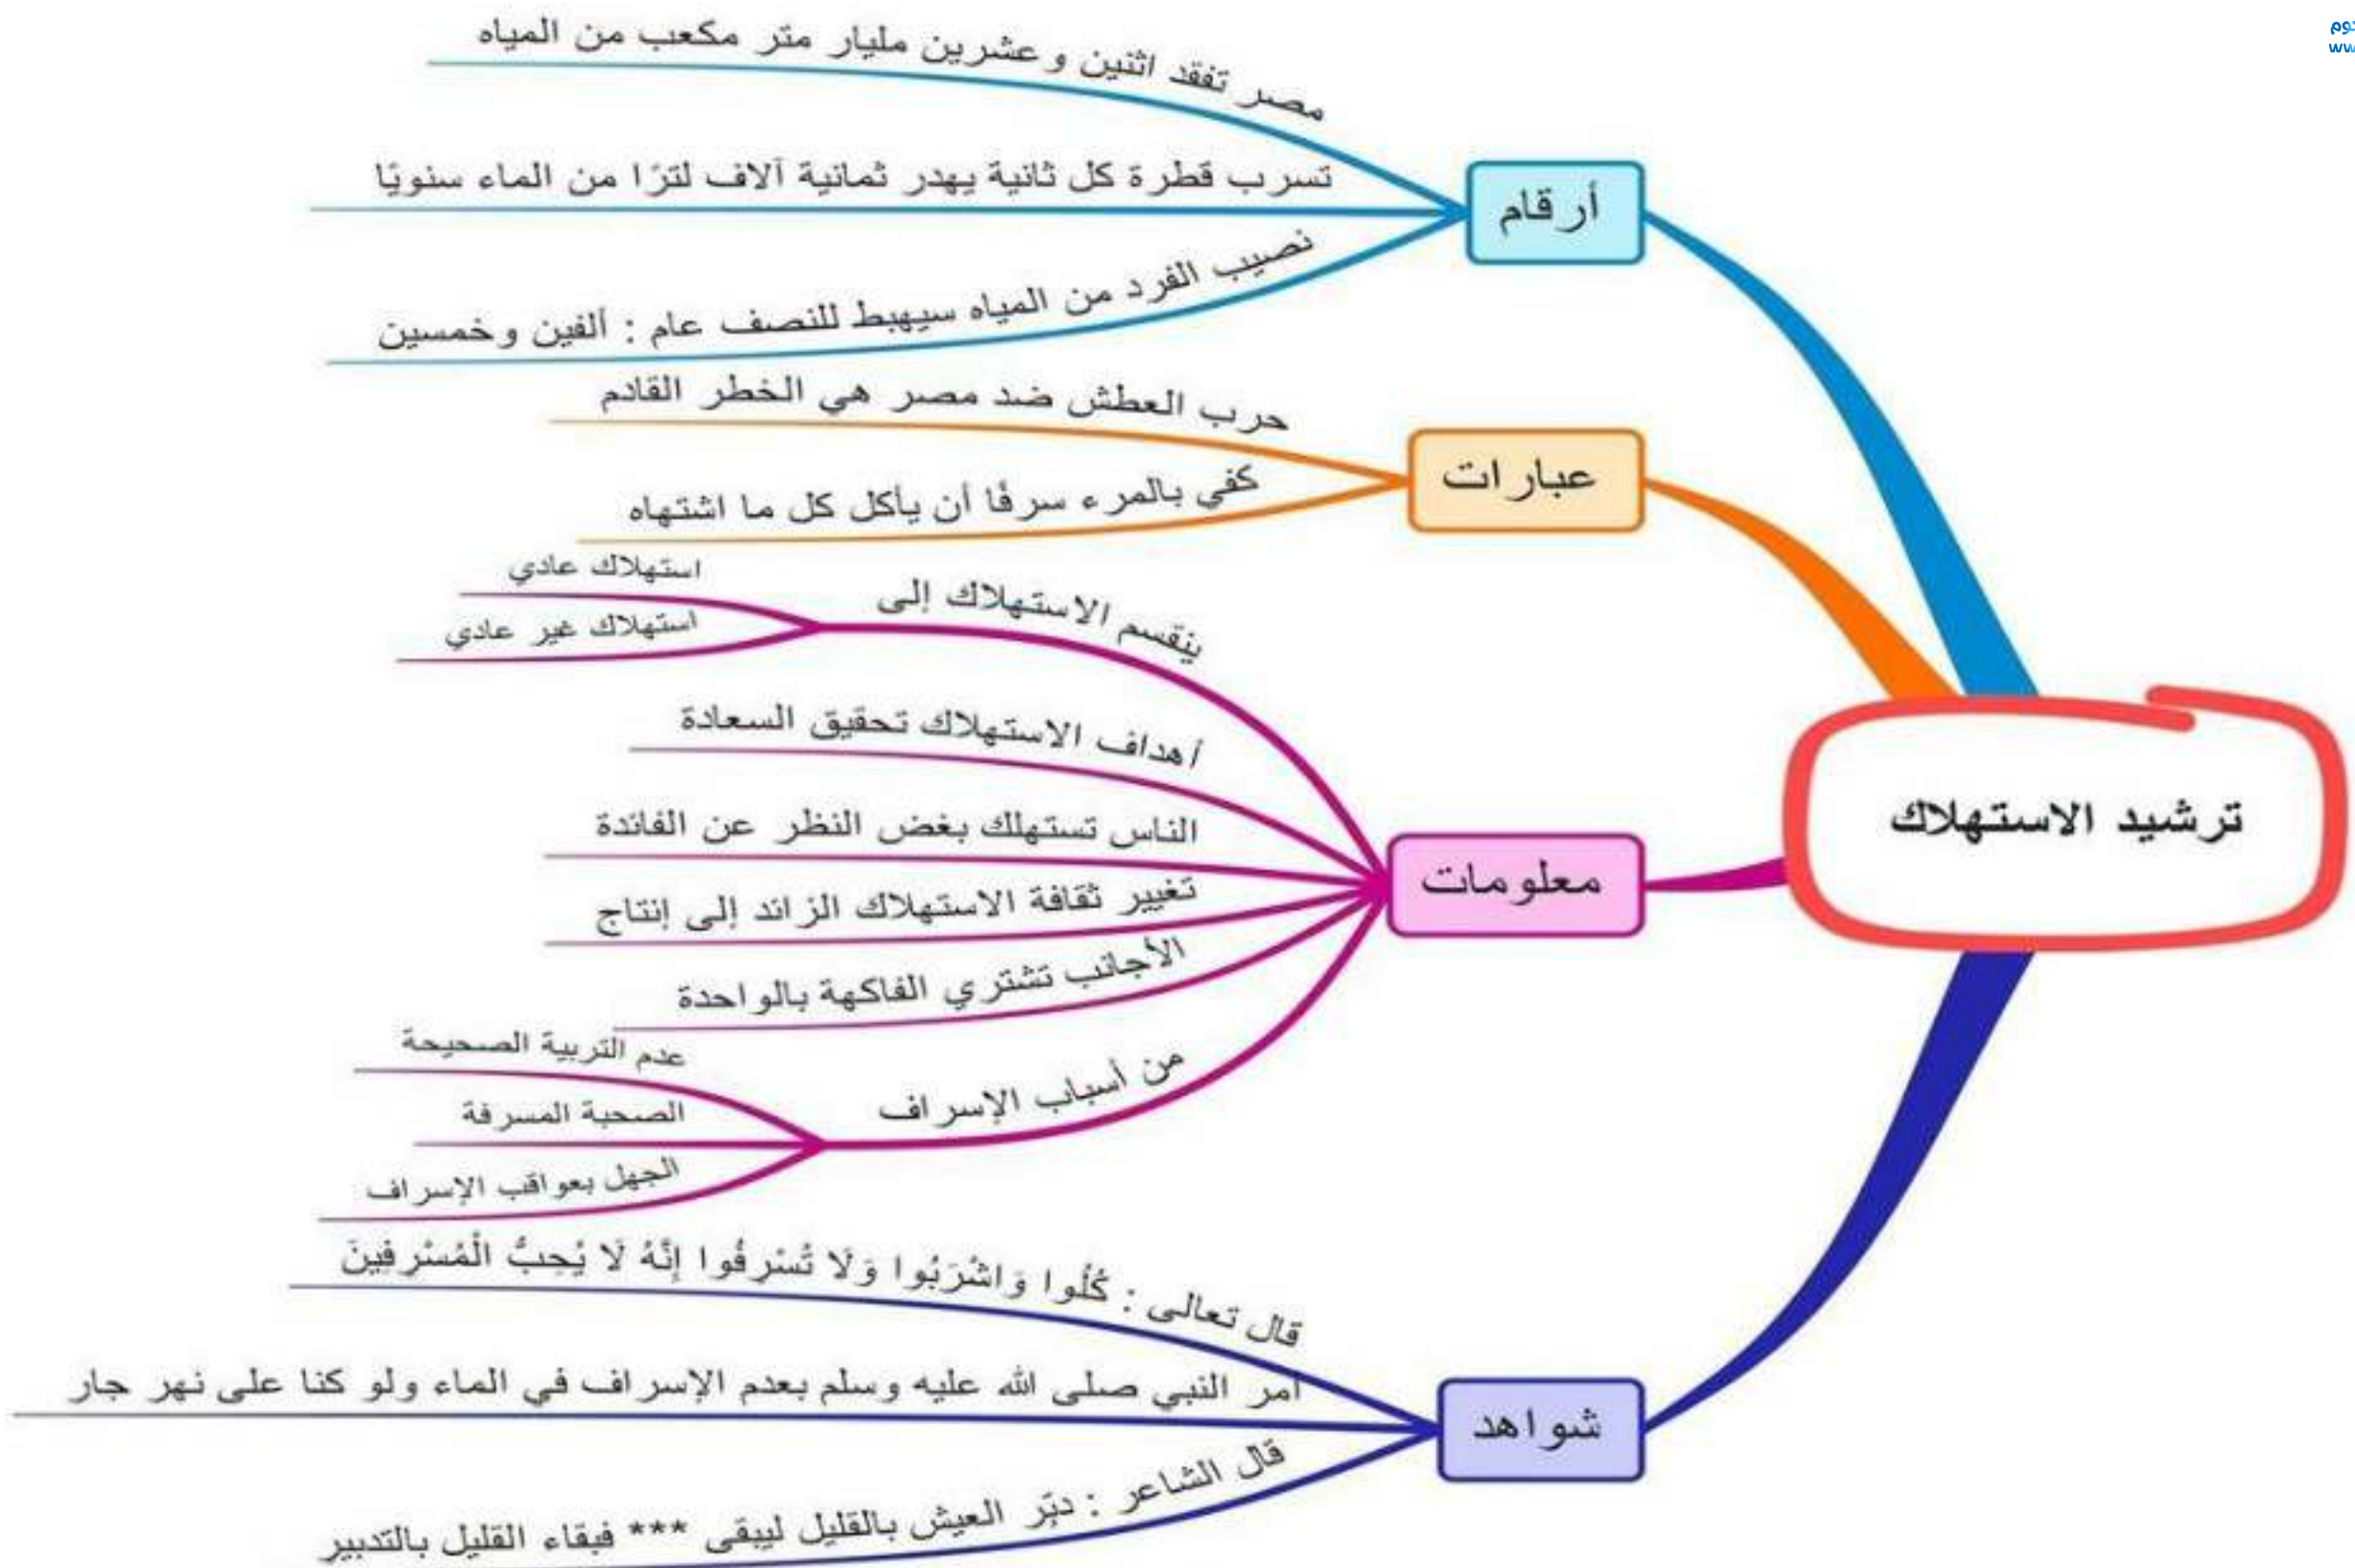 ترشيد الاستهلاك
أرقام
مصر تفقد اثنين وعشرين مليار متر مكعب من المياه
تسرب قطرة كل ثانية يهدر ثمانية آلاف لترًا من الماء سنويًا
نصيب الفرد من المياه سيهبط للنصف عام : ألفين وخمسين
عبارات
حرب العطش ضد مصر هي الخطر القادم
كفي بالمرء سرفًا أن يأكل كل ما اشتهاه
معلومات
ينقسم الاستهلاك إلى
استهلاك عادي
استهلاك غير عادي
أهداف الاستهلاك تحقيق السعادة
الناس تستهلك بغض النظر عن الفائدة
تغيير ثقافة الاستهلاك الزائد إلى إنتاج
الأجانب تشتري الفاكهة بالواحدة
من أسباب الإسراف
عدم التربية الصحيحة
الصحبة المسرفة
الجهل بعواقب الإسراف
شواهد
قال تعالى : كُلُوا وَاشْرَبُوا وَلَا تُسْرِفُوا إِنَّهُ لَا يُحِبُّ الْمُسْرِفِينَ
أمر النبي صلى الله عليه وسلم بعدم الإسراف في الماء ولو كنا على نهر جار
قال الشاعر : دبّر العيش بالقليل ليبقى *** فبقاء القليل بالتدبير